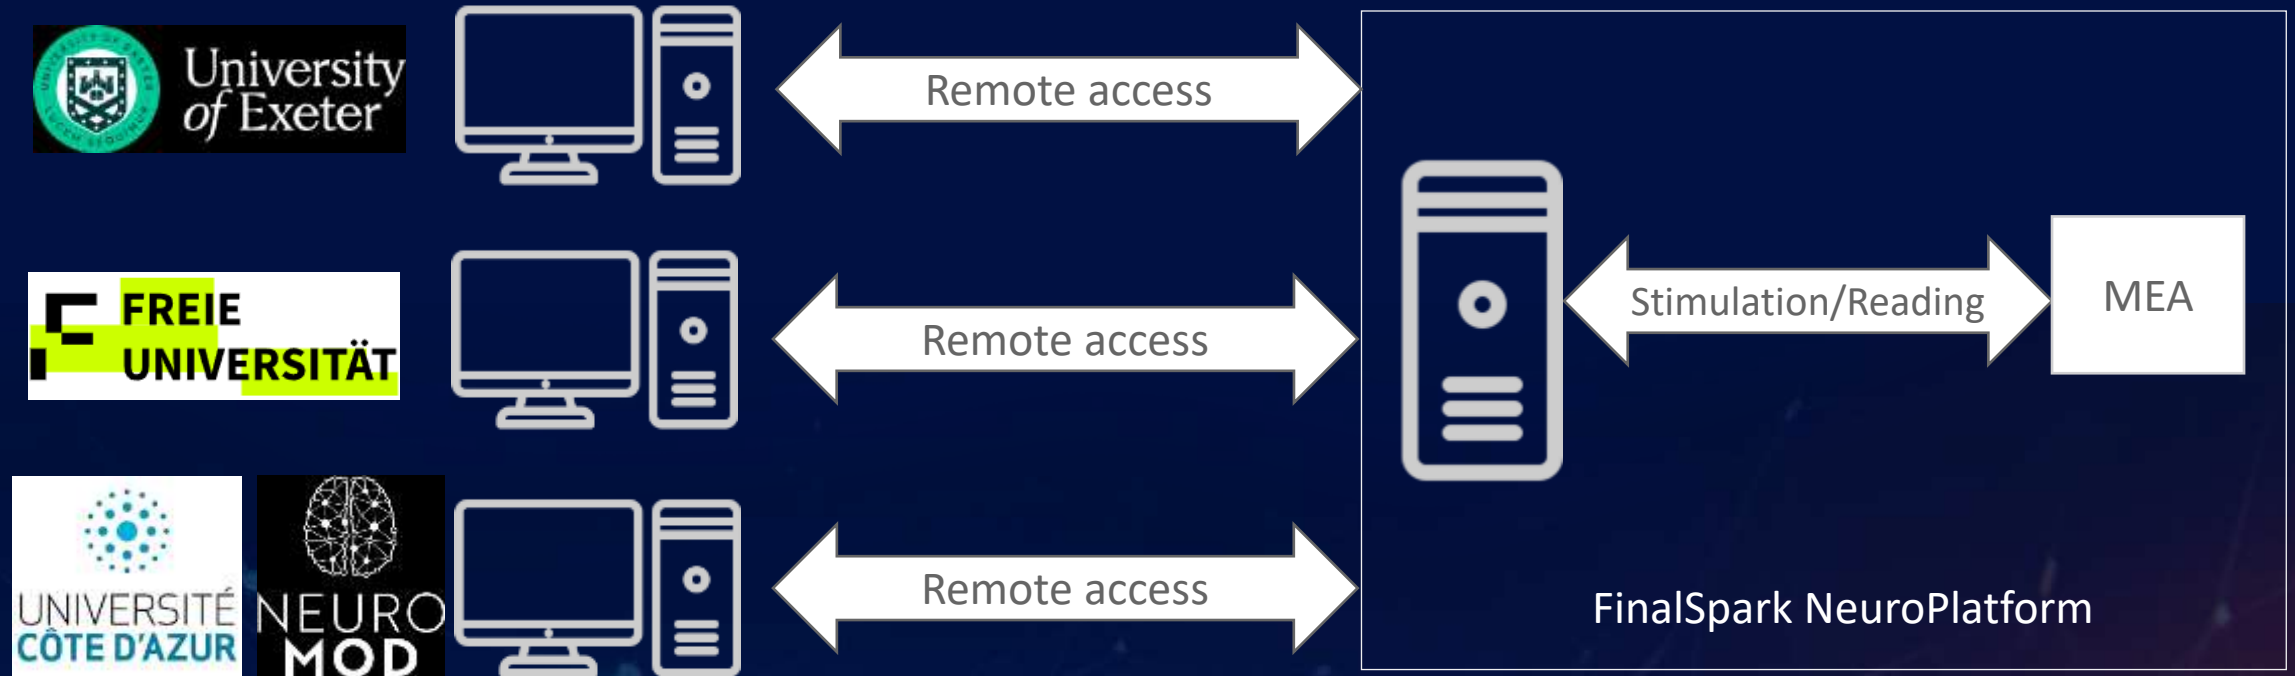 University
of Exeter
Remote access
FREIE
UNIVERSITÄT
Remote access
UNIVERSITÉ
CÔTE D'AZUR
NEURO
MOD
Remote access
Stimulation/Reading
MEA
FinalSpark NeuroPlatform